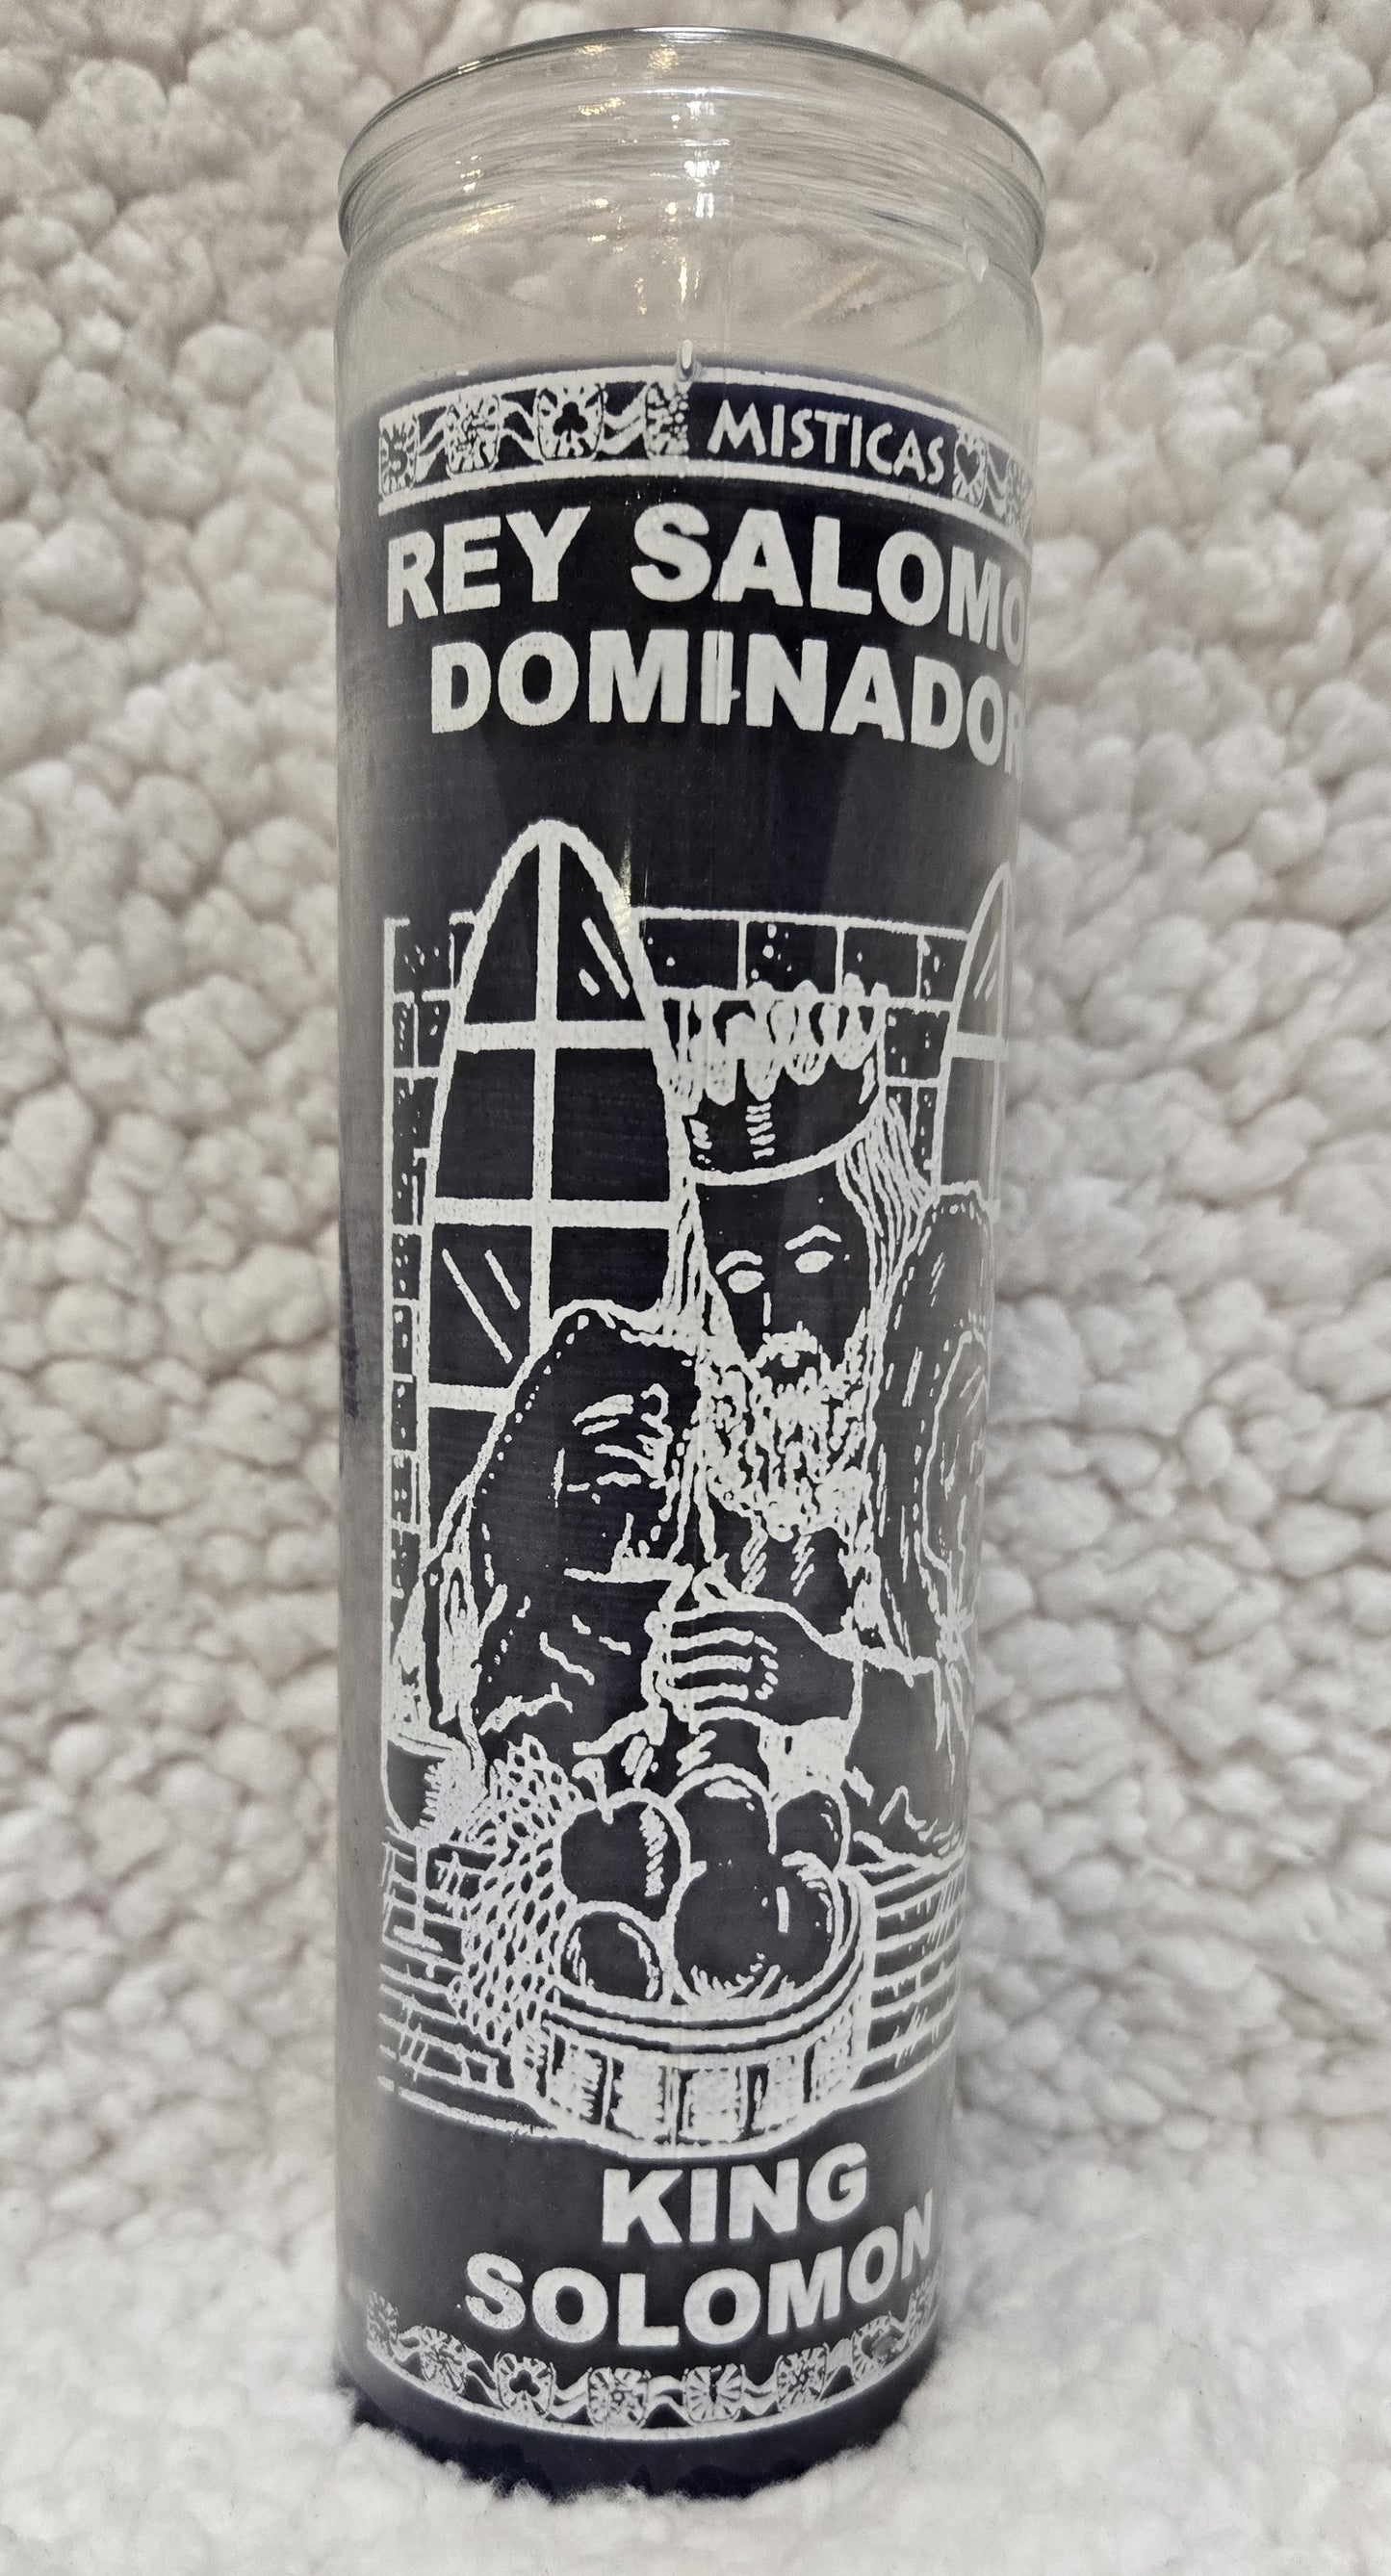 MISTICAS
REY SALOMO
DOMINADOR
KING
SOLOMON